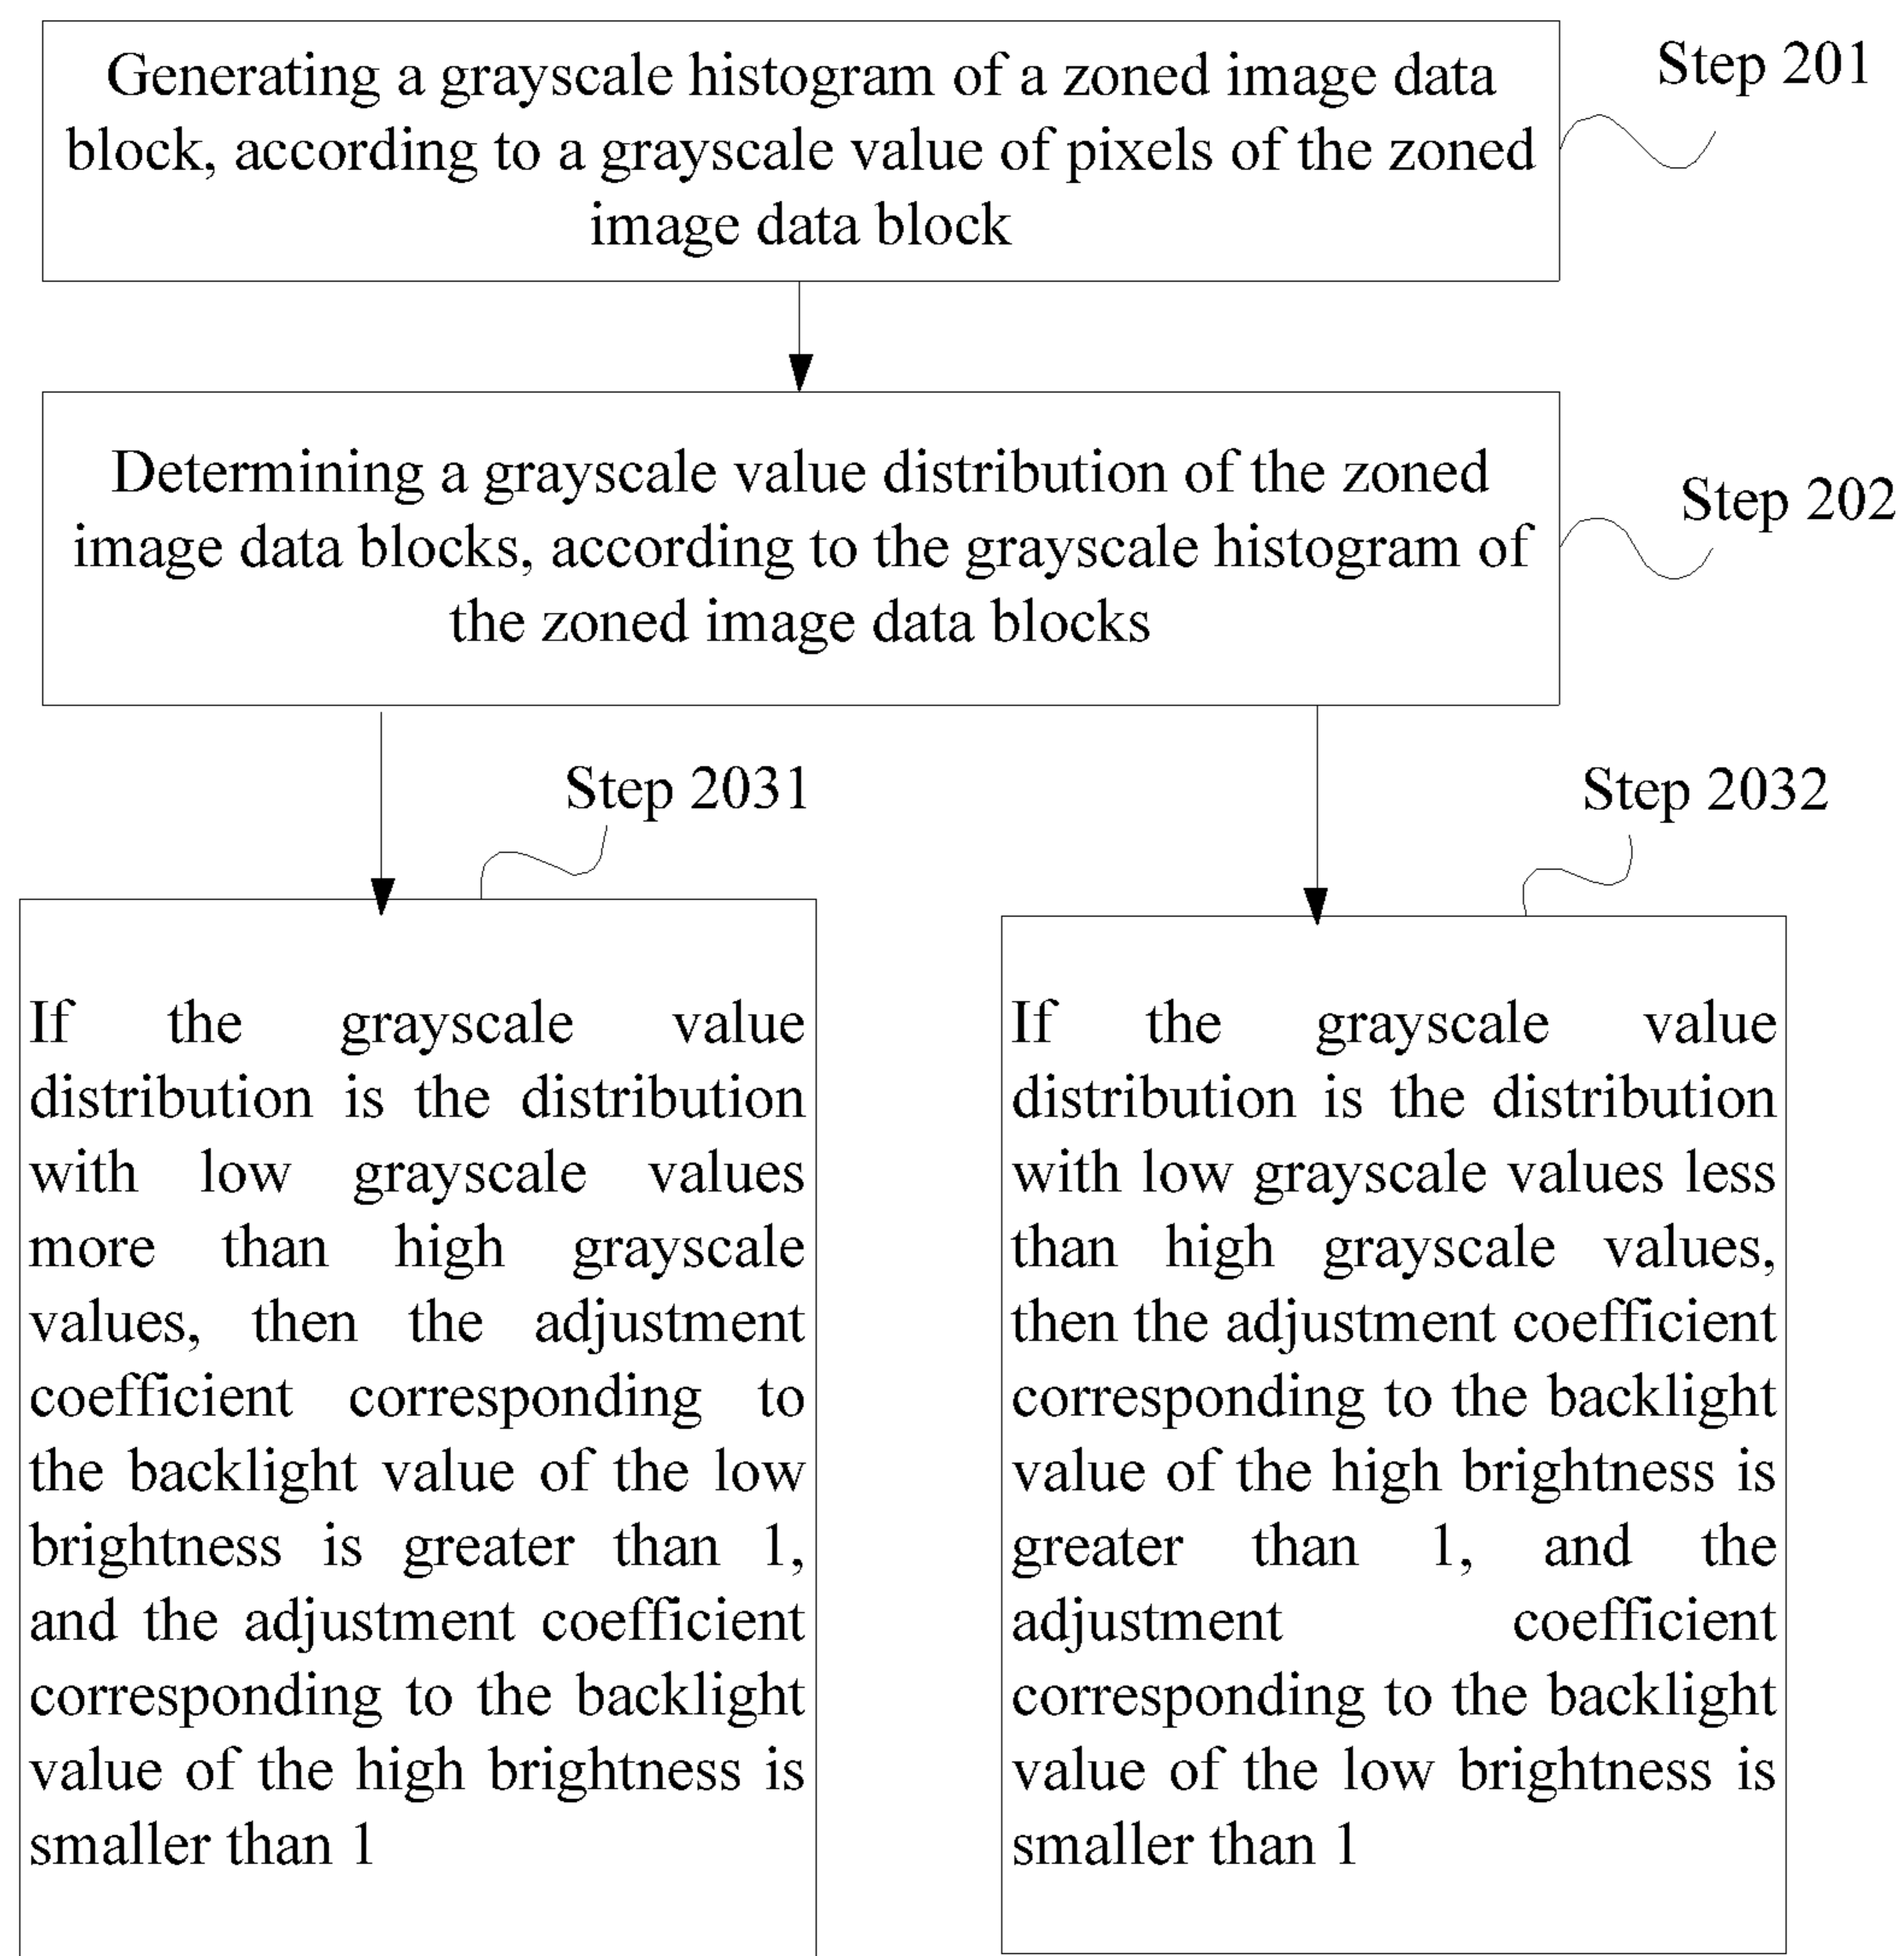 Generating a grayscale histogram of a zoned image data
block, according to a grayscale value of pixels of the zoned
image data block
Step 201
Determining a grayscale value distribution of the zoned
image data blocks, according to the grayscale histogram of
the zoned image data blocks
Step 202
Step 2031
If the grayscale value
distribution is the distribution
with low grayscale values
more than high grayscale
values, then the adjustment
coefficient corresponding to
the backlight value of the low
brightness is greater than 1,
and the adjustment coefficient
corresponding to the backlight
value of the high brightness is
smaller than 1
Step 2032
If the grayscale value
distribution is the distribution
with low grayscale values less
than high grayscale values,
then the adjustment coefficient
corresponding to the backlight
value of the high brightness is
greater than 1, and the
adjustment coefficient
corresponding to the backlight
value of the low brightness is
smaller than 1